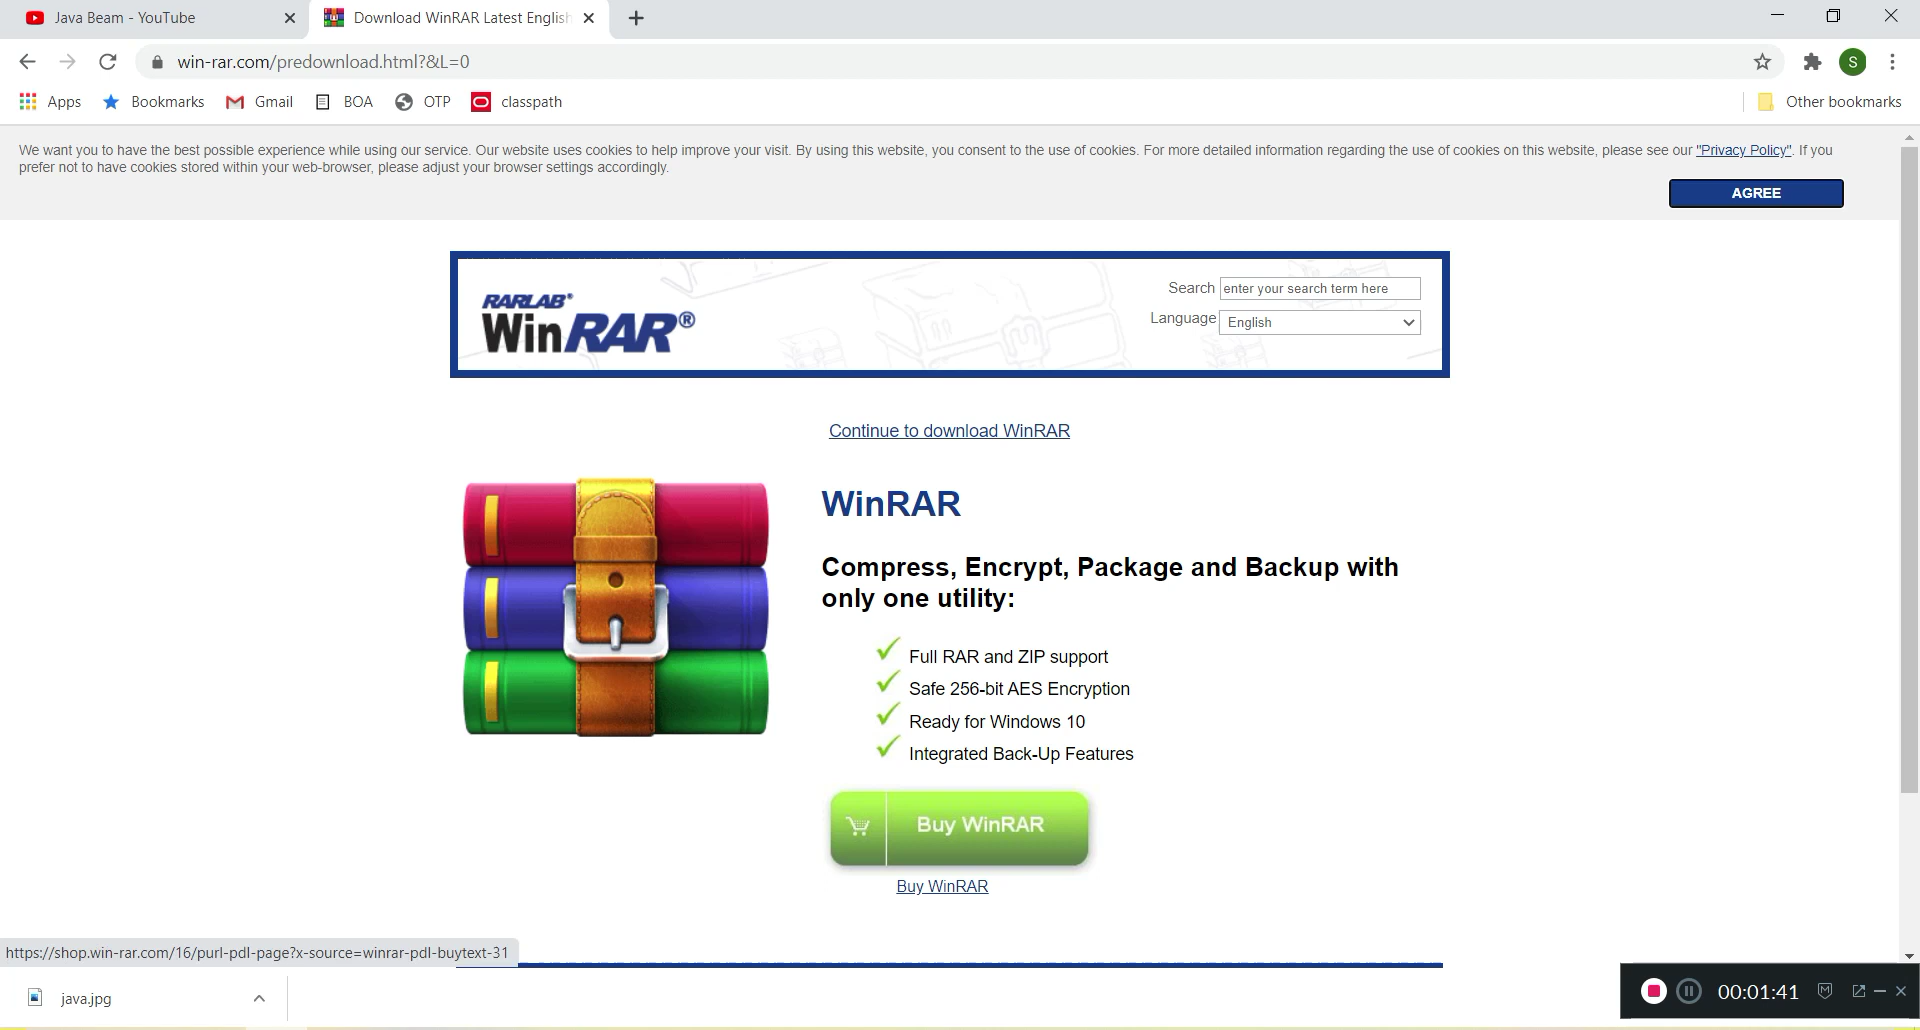 Java Beam - YouTube
Download WinRAR Latest English
win-rar.com/predownload.html?&L=0
S
Apps
Bookmarks
Gmail
BOA
OTP
classpath
Other bookmarks
We want you to have the best possible experience while using our service. Our website uses cookies to help improve your visit. By using this website, you consent to the use of cookies. For more detailed information regarding the use of cookies on this website, please see our "Privacy Policy". If you
prefer not to have cookies stored within your web-browser, please adjust your browser settings accordingly.
AGREE
RARLAB®
WinRAR®
Search enter your search term here
Language English
Continue to download WinRAR
WinRAR
Compress, Encrypt, Package and Backup with
only one utility:
Full RAR and ZIP support
Safe 256-bit AES Encryption
Ready for Windows 10
Integrated Back-Up Features
Buy WinRAR
Buy WinRAR
https://shop.win-rar.com/16/purl-pdl-page?x-source=winrar-pdl-buytext-31
java.jpg
00:01:41